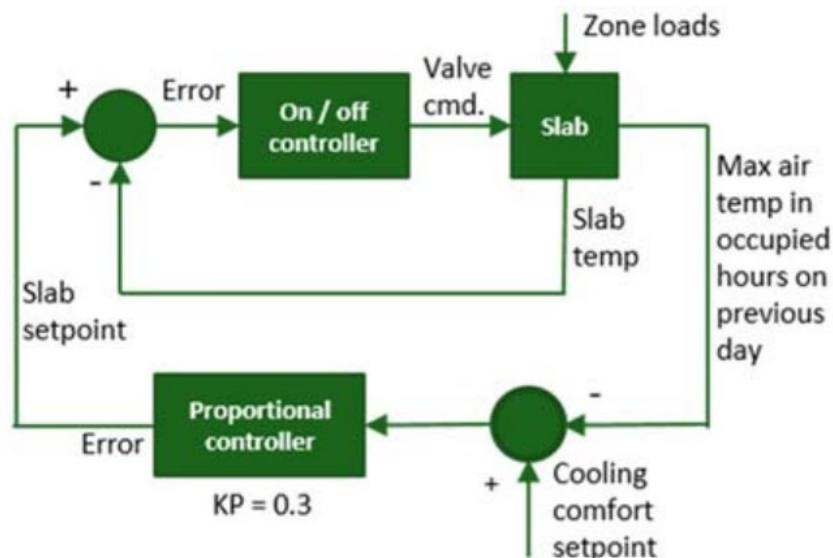 Zone loads
+
Error
On / off
controller
Valve
cmd.
Slab
-
Slab
temp
Max air
temp in
occupied
hours on
previous
day
Slab
setpoint
Proportional
controller
Error
KP = 0.3
-
+
Cooling
comfort
setpoint